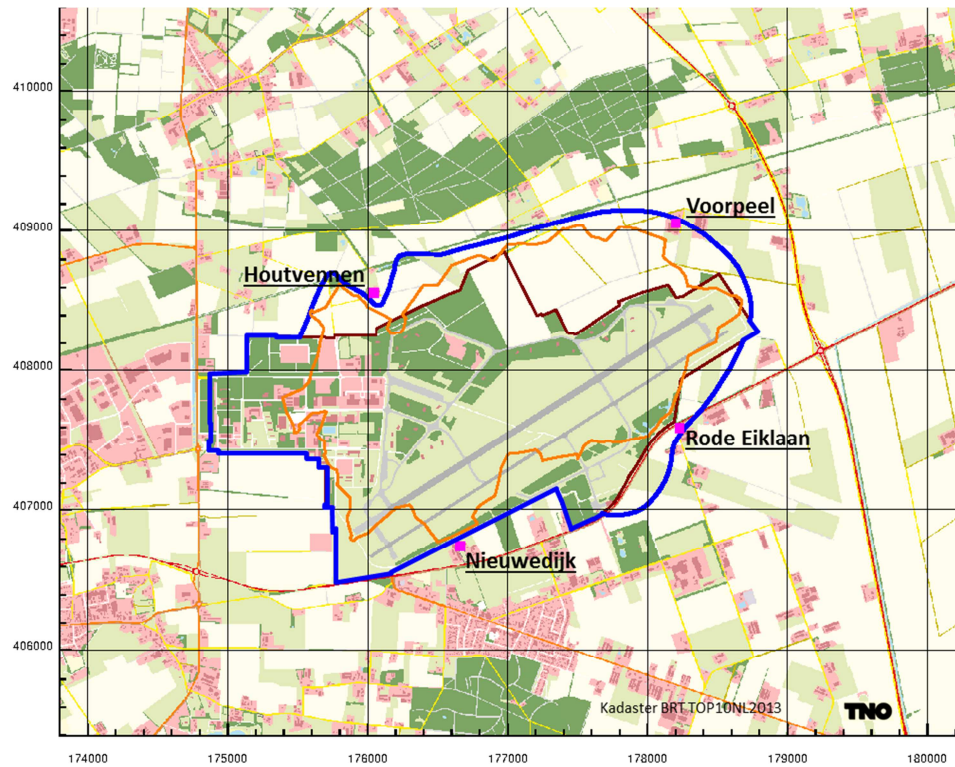 410000
Voorpeel
409000
Houtvennen
408000
Rode Eiklaan
407000
Nieuwedijk
406000
Kadaster BRT TOP10NL2013
TNO
174000 175000 176000 177000 178000 179000 180000